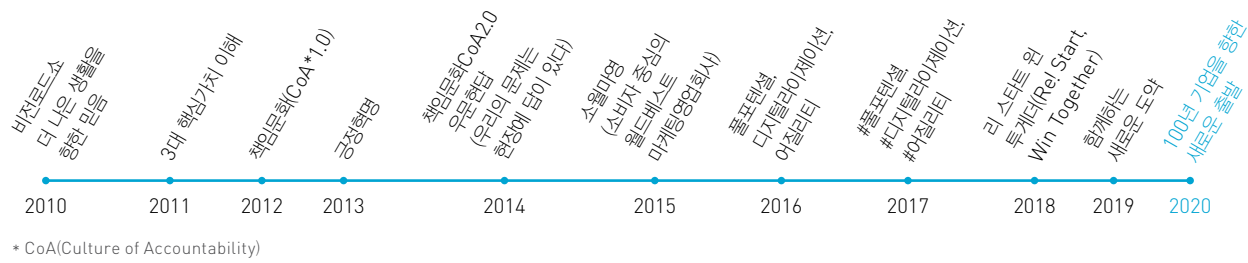 비전로드쇼
더 나은 생활을
향한 믿음
3대 핵심가치 이해
책임문화(CoA*1.0)
긍정혁명
책임문화CoA2.0
우문현답
(우리의 문제는
현장에 답이 있다)
소월마영
(소비자 중심의
월드베스트
마케팅영업회사)
풀포텐셜,
디지털라이제이션,
어질리티
#풀포텐셜,
#디지털라이제이션,
#어질리티
리 스타트 윈
투게더(Re! Start,
Win Together)
함께하는
새로운 도약
100년 기업을 향한
새로운 출발
2010
2011
2012
2013
2014
2015
2016
2017
2018
2019
2020
* CoA(Culture of Accountability)